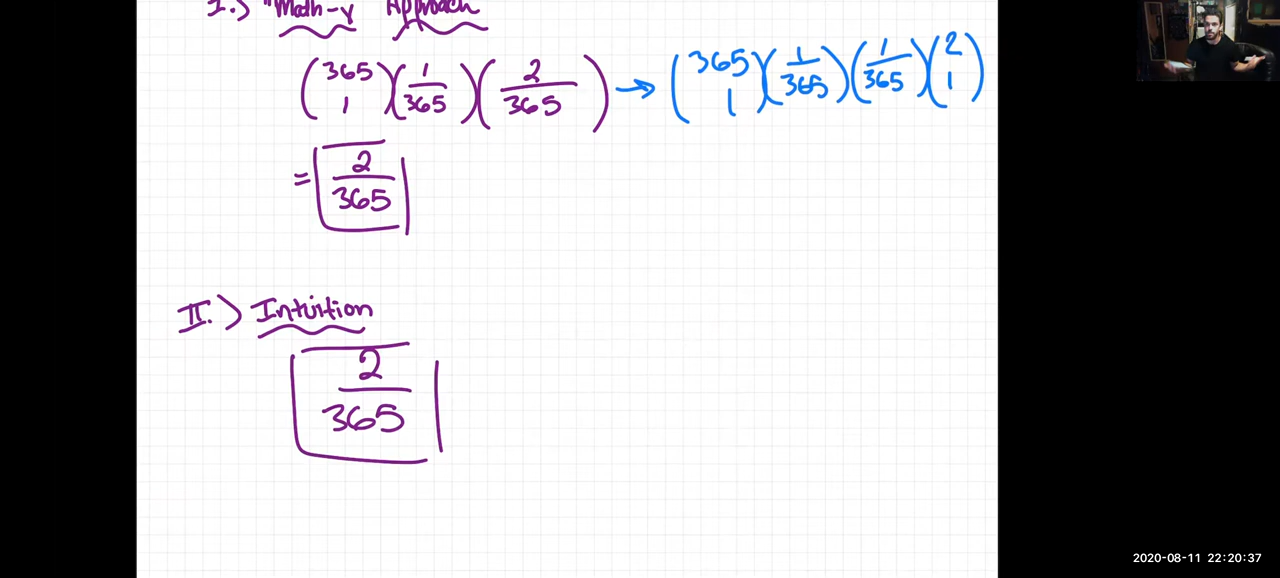 I.) "Math-y Approach
(365 1)(1/365)(2/365) → (365 1)(1/365)(1/365)(2 1)
= 2/365
II.) Intuition
2/365
2020-08-11 22:20:37